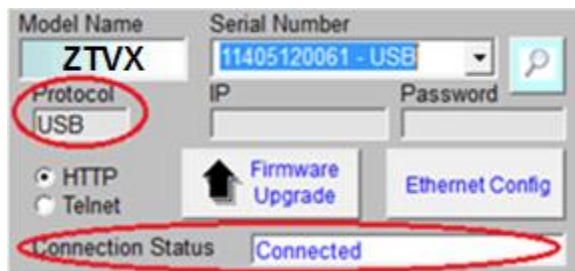 Model Name Serial Number
ZTVX 11405120061 - USB
Protocol IP Password
USB
HTTP Firmware Upgrade Ethernet Config
Telnet
Connection Status Connected